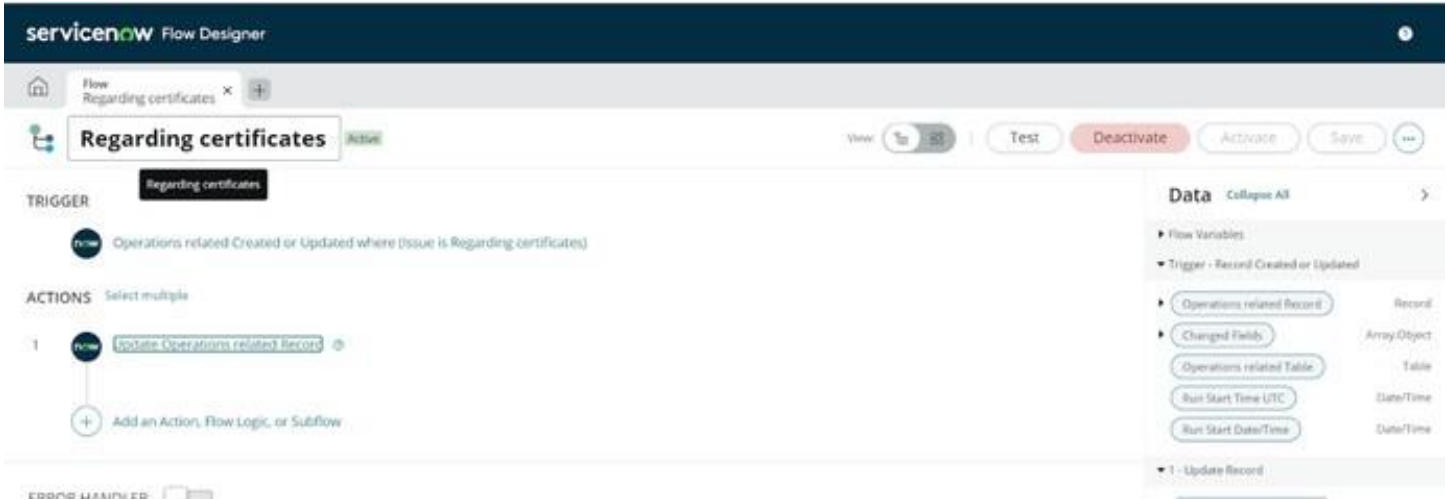 servicenow Flow Designer
Flow
Regarding certificates
Regarding certificates Active
View: Test Deactivate Activate Save
Regarding certificates
TRIGGER
Operations related Created or Updated where (Issue is Regarding certificates)
ACTIONS Select multiple
1 now Update Operations related Record
Add an Action, Flow Logic, or Subflow
ERROR HANDLER
Data Collapse All
Flow Variables
Trigger - Record Created or Updated
Operations related Record Record
Changed Fields Array.Object
Operations related Table Table
Run Start Time UTC Date/Time
Run Start Date/Time Date/Time
1 - Update Record